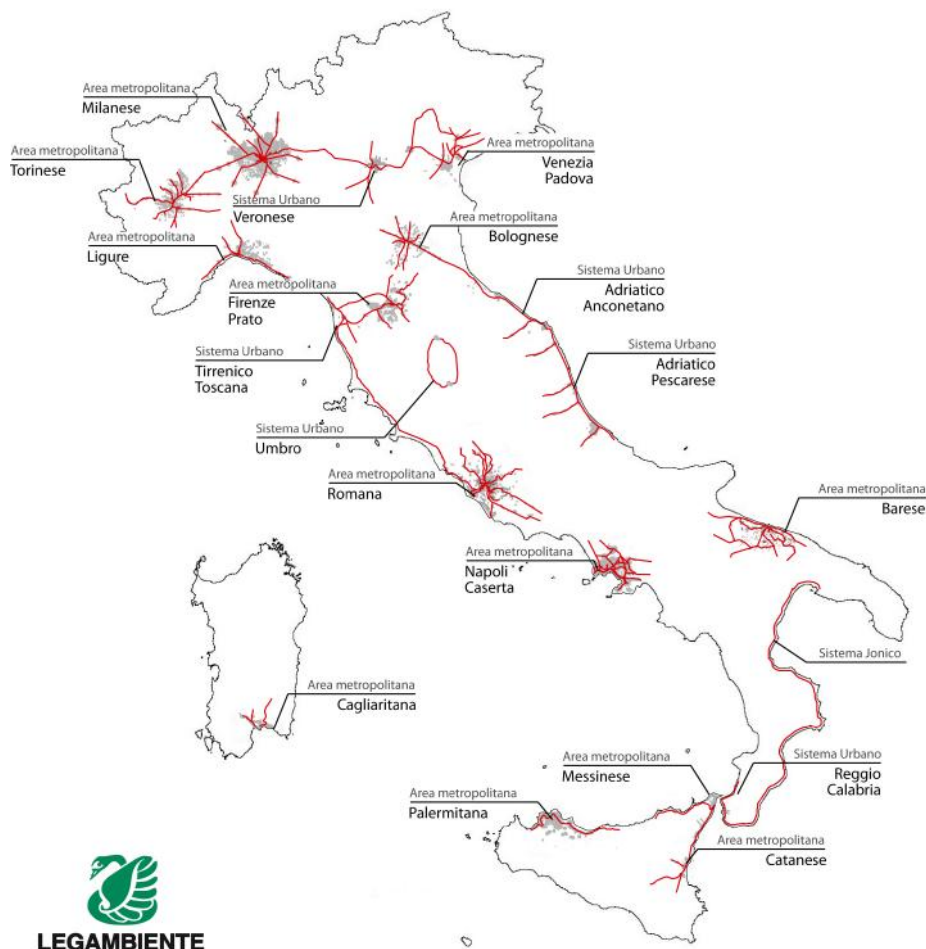 Area metropolitana
Milanese
Area metropolitana
Torinese
Area metropolitana
Venezia
Padova
Sistema Urbano
Veronese
Area metropolitana
Bolognese
Area metropolitana
Ligure
Area metropolitana
Firenze
Prato
Sistema Urbano
Adriatico
Anconetano
Sistema Urbano
Tirrenico
Toscana
Sistema Urbano
Adriatico
Pescarese
Sistema Urbano
Umbro
Area metropolitana
Romana
Area metropolitana
Barese
Area metropolitana
Napoli
Caserta
Sistema Jonico
Area metropolitana
Cagliaritana
Area metropolitana
Messinese
Sistema Urbano
Reggio
Calabria
Area metropolitana
Palermitana
Area metropolitana
Catanese
LEGAMBIENTE